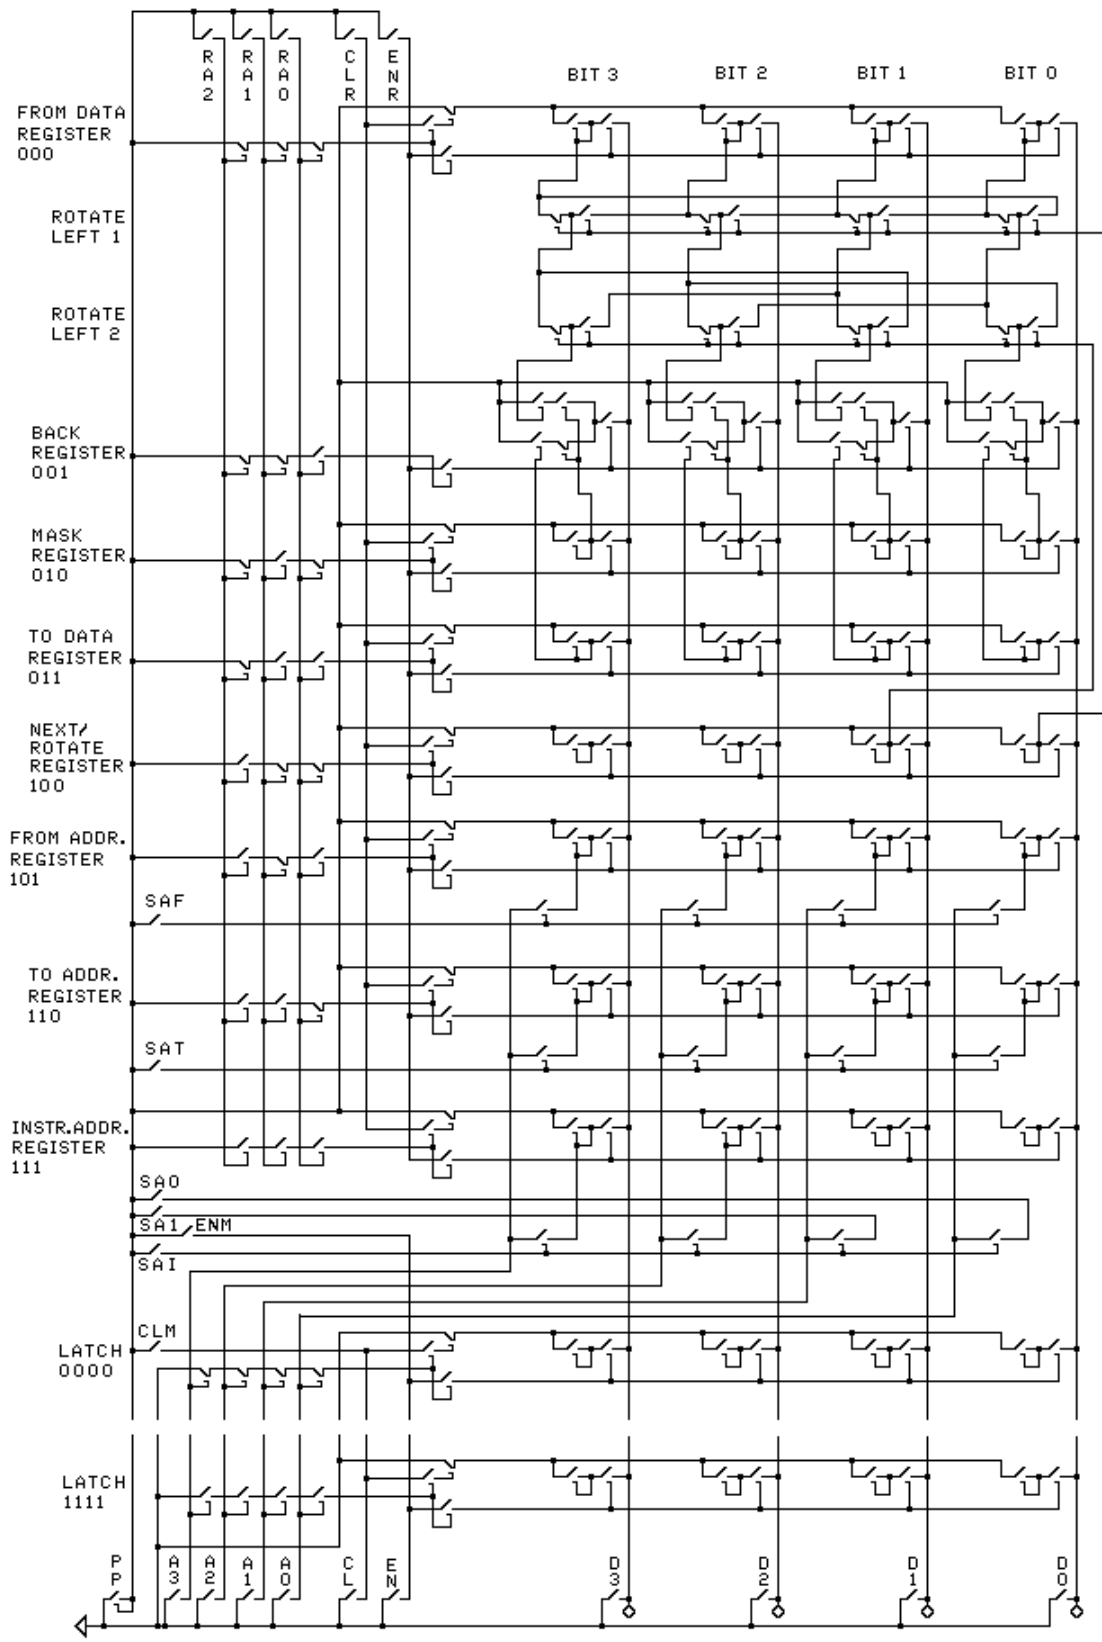 RA2
RA1
RA0
CLR
ENR
BIT 3
BIT 2
BIT 1
BIT 0
FROM DATA
REGISTER
000
ROTATE
LEFT 1
ROTATE
LEFT 2
BACK
REGISTER
001
MASK
REGISTER
010
TO DATA
REGISTER
011
NEXT/
ROTATE
REGISTER
100
FROM ADDR.
REGISTER
101
SAF
TO ADDR.
REGISTER
110
SAT
INSTR.ADDR.
REGISTER
111
SA0
SA1
ENM
SAI
CLM
LATCH
0000
LATCH
1111
PP
A3
A2
A1
A0
CL
EN
D3
D2
D1
D0